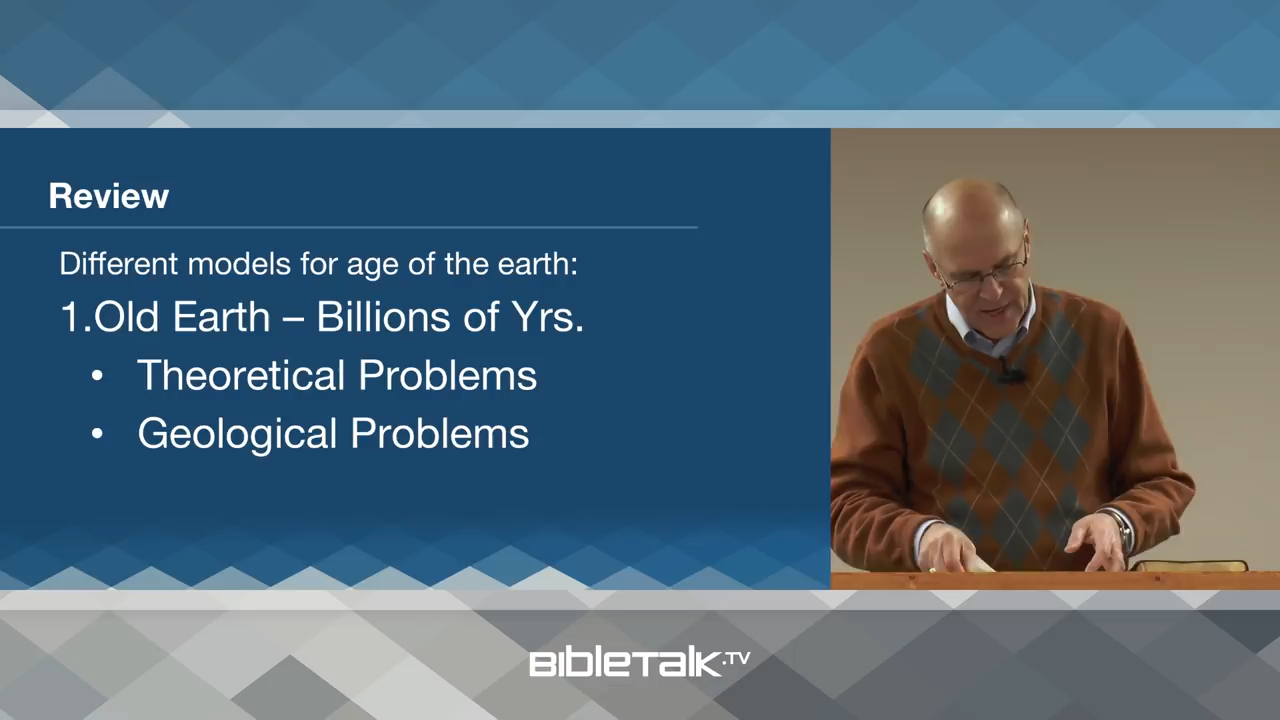 Review
Different models for age of the earth:
1.Old Earth – Billions of Yrs.
• Theoretical Problems
• Geological Problems
BIBLETALK.TV